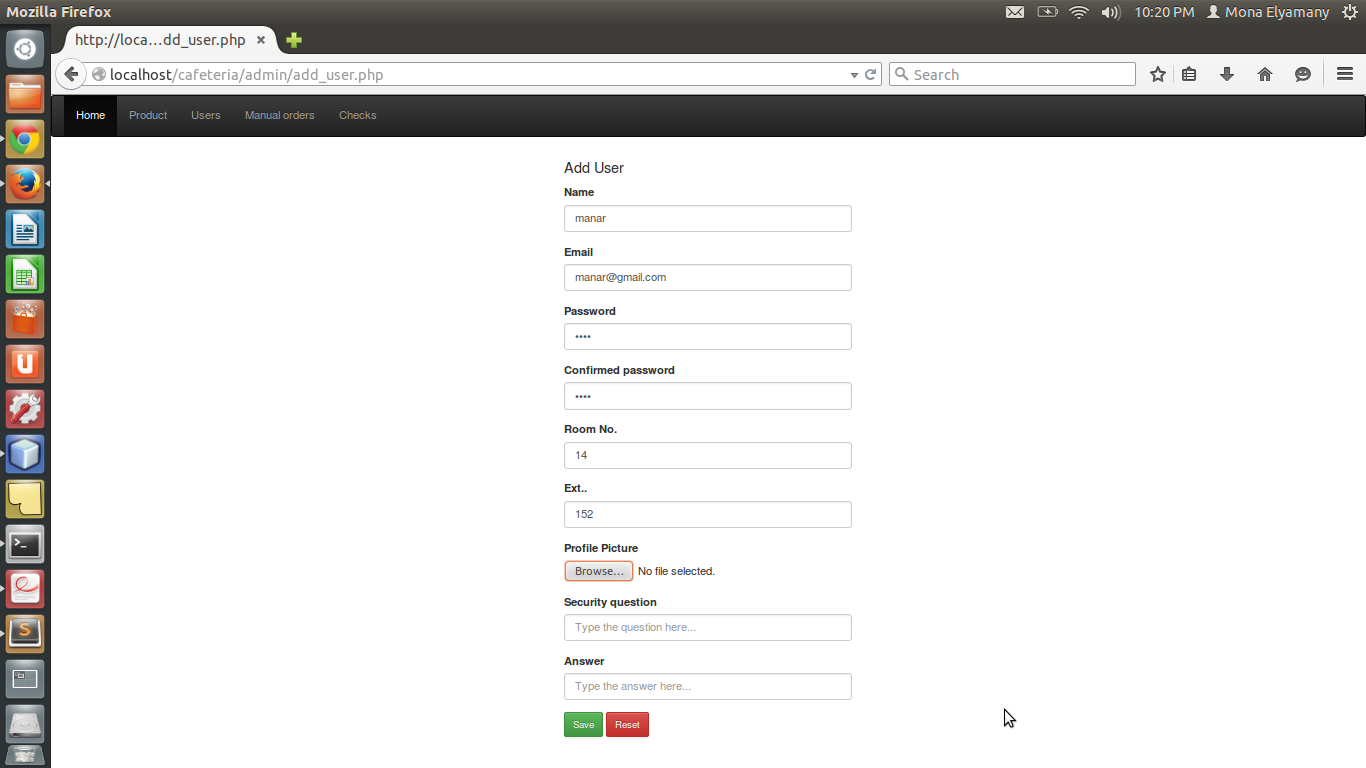 Mozilla Firefox
10:20 PM Mona Elyamany
http://loca...dd_user.php
localhost/cafeteria/admin/add_user.php
Search
Home Product Users Manual orders Checks
Add User
Name
manar
Email
manar@gmail.com
Password
••••
Confirmed password
••••
Room No.
14
Ext..
152
Profile Picture
Browse... No file selected.
Security question
Type the question here...
Answer
Type the answer here...
Save Reset